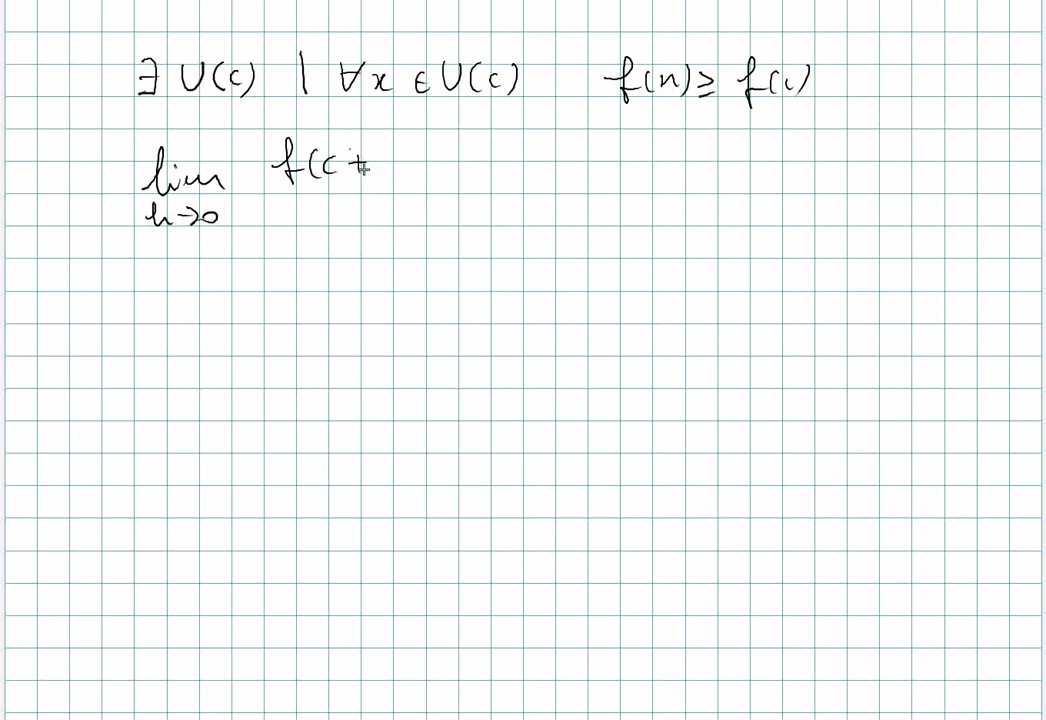 ∃ U(c) | ∀x ∈ U(c) f(x) ≥ f(c)
lim f(c +
h→0